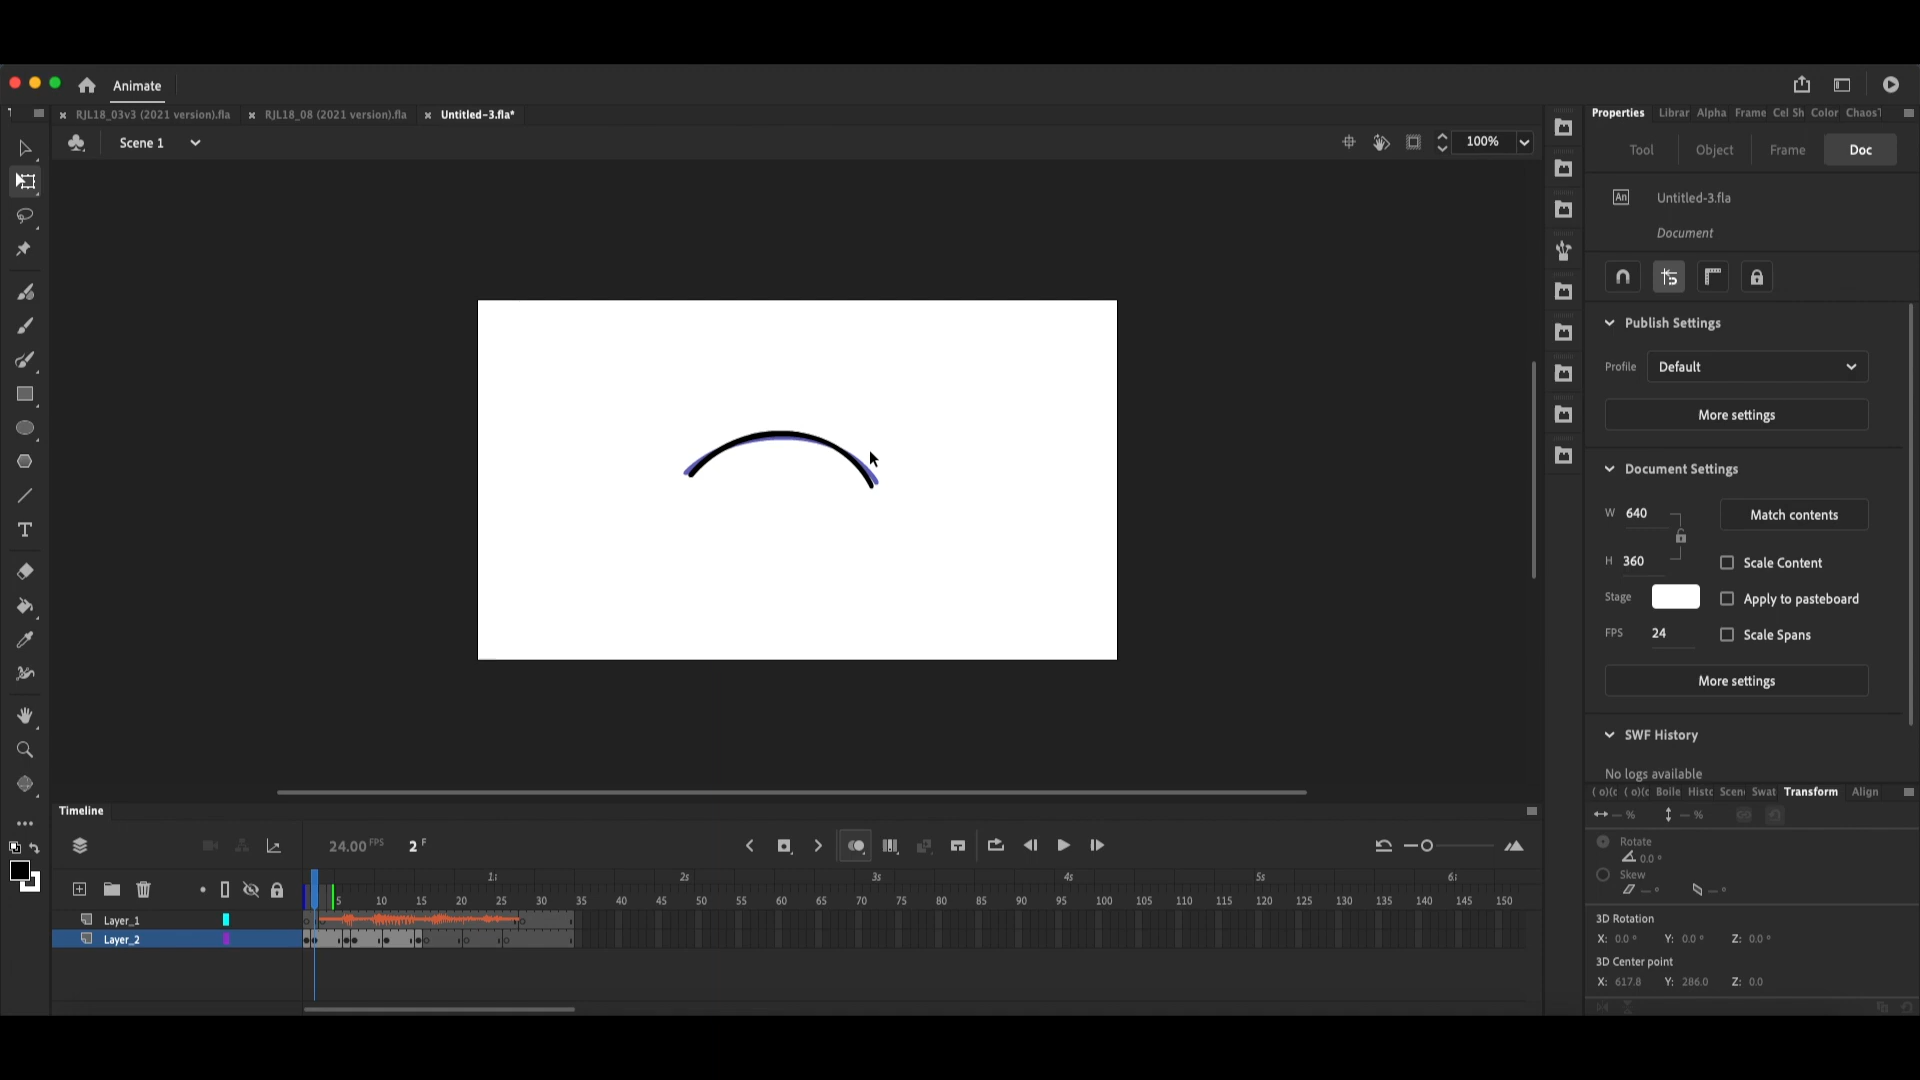 Animate
RJL18_03v3 (2021 version).fla
RJL18_08 (2021 version).fla
Untitled-3.fla*
Scene 1
100%
Properties
Librar
Alpha
Frame
Cel Sh
Color
Tool
Object
Frame
Doc
An
Untitled-3.fla
Document
Publish Settings
Profile
Default
More settings
Document Settings
W 640
Match contents
H 360
Scale Content
Stage
Apply to pasteboard
FPS 24
Scale Spans
More settings
SWF History
No logs available
Boile
Scen
Swat
Transform
Align
%
%
Rotate
0.0 °
Skew
3D Rotation
X: 0.0 ° Y: 0.0 ° Z: 0.0 °
3D Center point
X: 617.8 Y: 286.0 Z: 0.0
Timeline
24.00 FPS 2 F
2s 3s 4s 5s
5 10 15 20 25 30 35 40 45 50 55 60 65 70 75 80 85 90 95 100 105 110 115 120 125 130 135 140 145 150
Layer_1
Layer_2